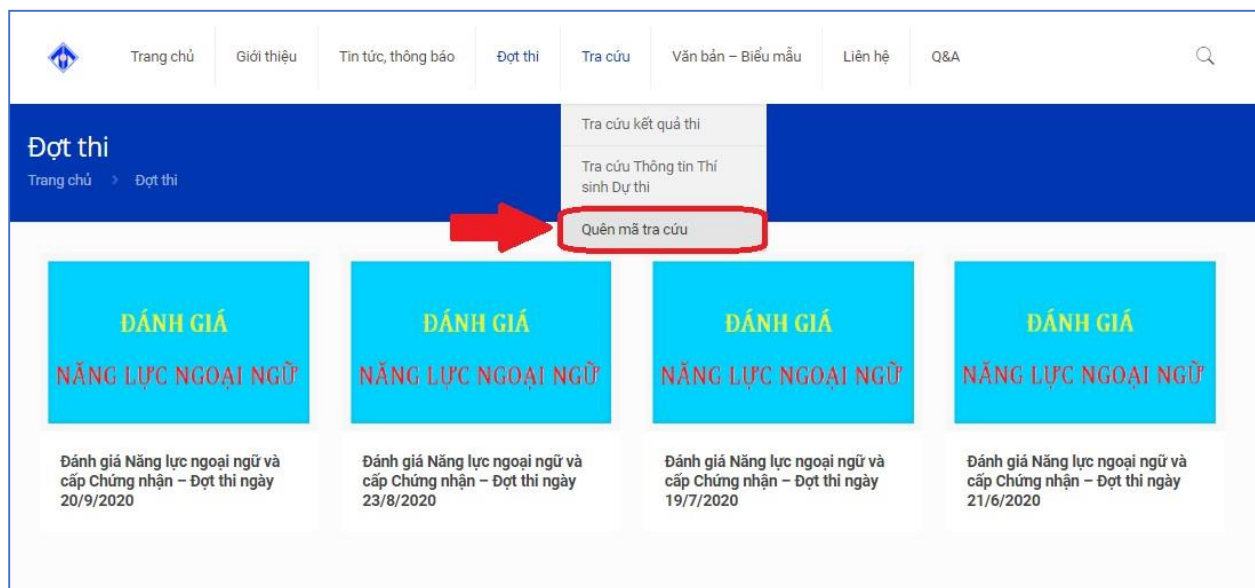 Trang chủ Giới thiệu Tin tức, thông báo Đợt thi Tra cứu Văn bản – Biểu mẫu Liên hệ Q&A
Tra cứu kết quả thi
Tra cứu Thông tin Thí
sinh Dự thi
Quên mã tra cứu
Đợt thi
Trang chủ > Đợt thi
ĐÁNH GIÁ
NĂNG LỰC NGOẠI NGỮ
Đánh giá Năng lực ngoại ngữ và
cấp Chứng nhận – Đợt thi ngày
20/9/2020
ĐÁNH GIÁ
NĂNG LỰC NGOẠI NGỮ
Đánh giá Năng lực ngoại ngữ và
cấp Chứng nhận – Đợt thi ngày
23/8/2020
ĐÁNH GIÁ
NĂNG LỰC NGOẠI NGỮ
Đánh giá Năng lực ngoại ngữ và
cấp Chứng nhận – Đợt thi ngày
19/7/2020
ĐÁNH GIÁ
NĂNG LỰC NGOẠI NGỮ
Đánh giá Năng lực ngoại ngữ và
cấp Chứng nhận – Đợt thi ngày
21/6/2020